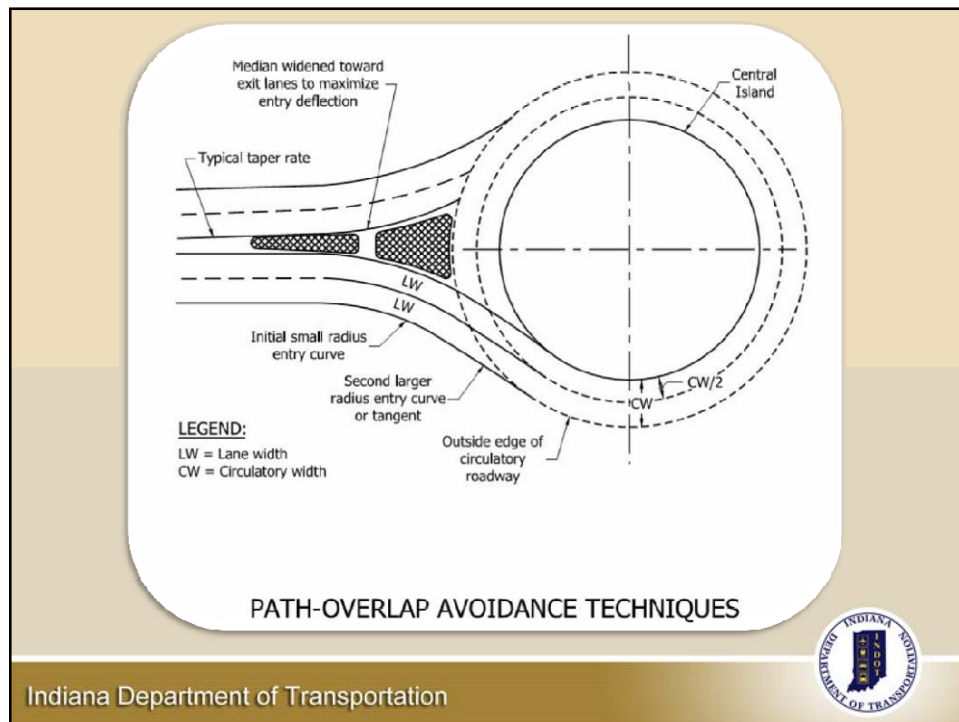 Median widened toward
exit lanes to maximize
entry deflection
Central
Island
Typical taper rate
LW
LW
Initial small radius
entry curve
Second larger
radius entry curve
or tangent
CW/2
CW
Outside edge of
circulatory
roadway
LEGEND:
LW = Lane width
CW = Circulatory width
PATH-OVERLAP AVOIDANCE TECHNIQUES
Indiana Department of Transportation
INDIANA
INDOT
DEPARTMENT OF TRANSPORTATION